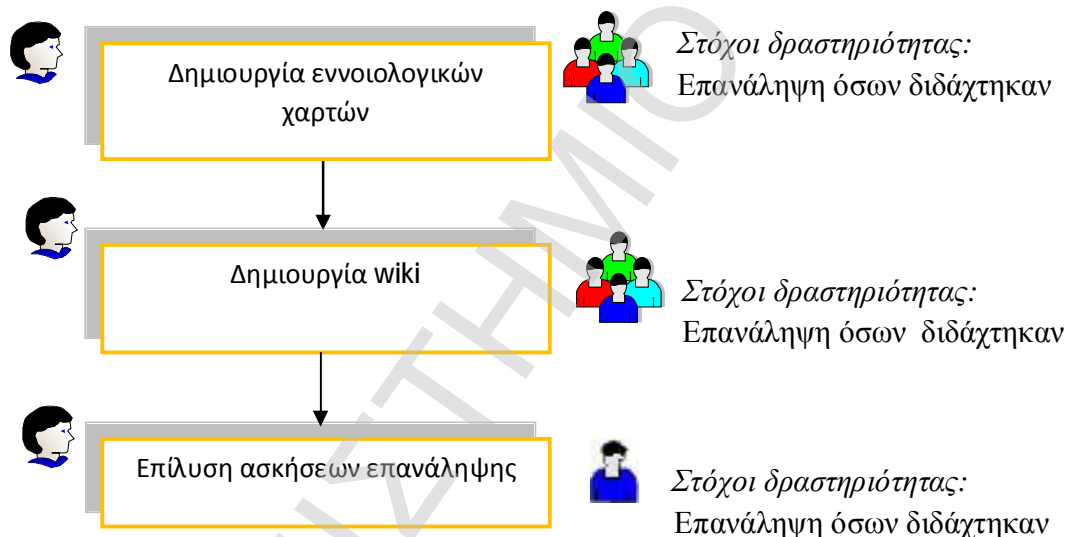 Δημιουργία εννοιολογικών
χαρτών
Στόχοι δραστηριότητας:
Επανάληψη όσων διδάχτηκαν
Δημιουργία wiki
Στόχοι δραστηριότητας:
Επανάληψη όσων διδάχτηκαν
Επίλυση ασκήσεων επανάληψης
Στόχοι δραστηριότητας:
Επανάληψη όσων διδάχτηκαν